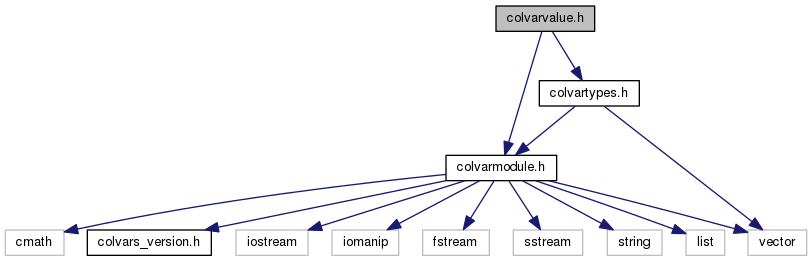 colvarvalue.h
colvartypes.h
colvarmodule.h
cmath
colvars_version.h
iostream
iomanip
fstream
sstream
string
list
vector